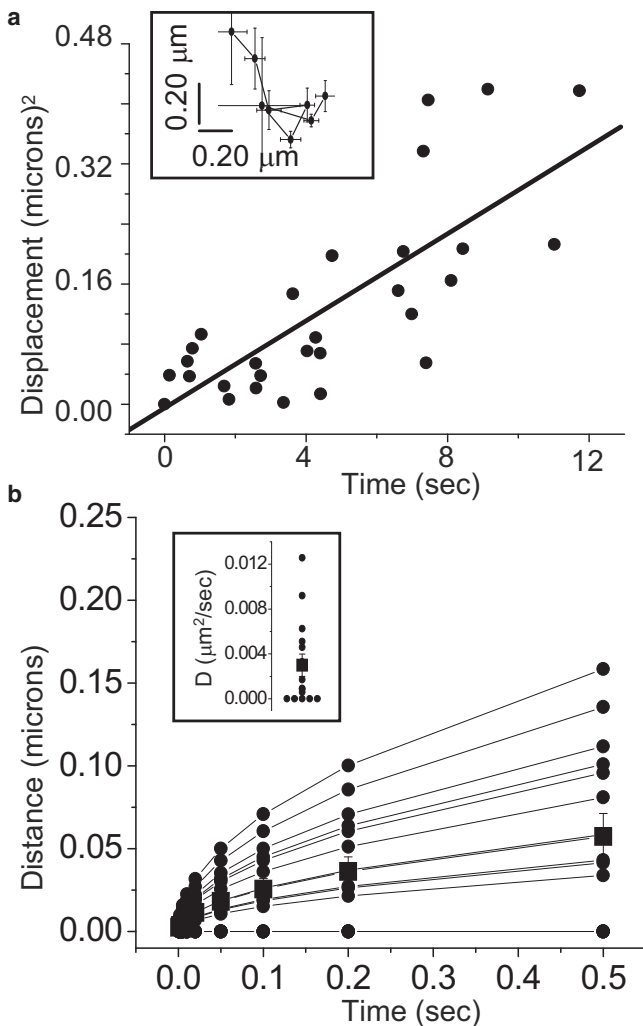 a
0.48
0.32
0.16
0.00
Displacement (microns)²
0.20 μm
0.20 μm
0
4
8
12
Time (sec)
b
0.25
0.20
0.15
0.10
0.05
0.00
Distance (microns)
0.012
0.008
0.004
0.000
D (μm²/sec)
0.0
0.1
0.2
0.3
0.4
0.5
Time (sec)